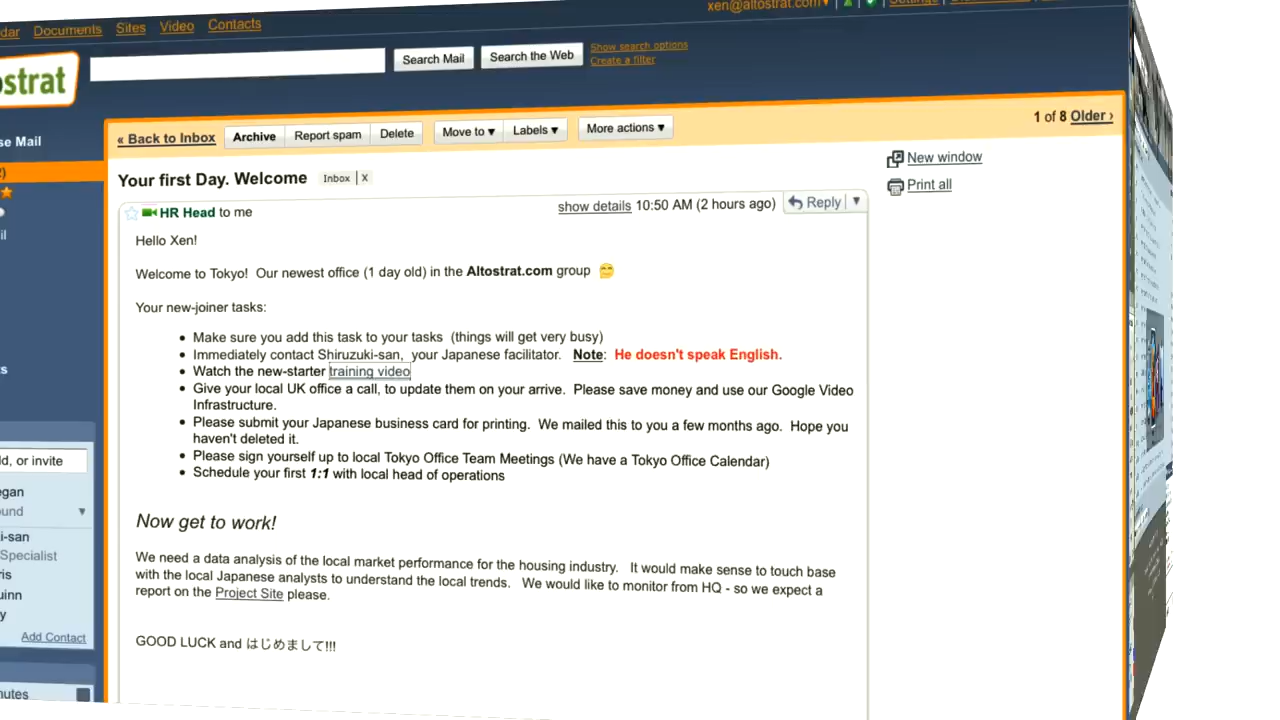 xen@altostrat.com
dar Documents Sites Video Contacts
Search Mail Search the Web Show search options
Create a filter
ostrat
se Mail
« Back to Inbox Archive Report spam Delete Move to Labels More actions 1 of 8 Older ›
Your first Day. Welcome Inbox X
New window
Print all
HR Head to me show details 10:50 AM (2 hours ago) Reply
Hello Xen!
Welcome to Tokyo! Our newest office (1 day old) in the Altostrat.com group
Your new-joiner tasks:
• Make sure you add this task to your tasks (things will get very busy)
• Immediately contact Shiruzuki-san, your Japanese facilitator. Note: He doesn't speak English.
• Watch the new-starter training video
• Give your local UK office a call, to update them on your arrive. Please save money and use our Google Video
Infrastructure.
• Please submit your Japanese business card for printing. We mailed this to you a few months ago. Hope you
haven't deleted it.
• Please sign yourself up to local Tokyo Office Team Meetings (We have a Tokyo Office Calendar)
• Schedule your first 1:1 with local head of operations
Now get to work!
We need a data analysis of the local market performance for the housing industry. It would make sense to touch base
with the local Japanese analysts to understand the local trends. We would like to monitor from HQ - so we expect a
report on the Project Site please.
GOOD LUCK and はじめまして!!!
ld, or invite
egan
ound
i-san
Specialist
ris
uinn
y
Add Contact
nutes